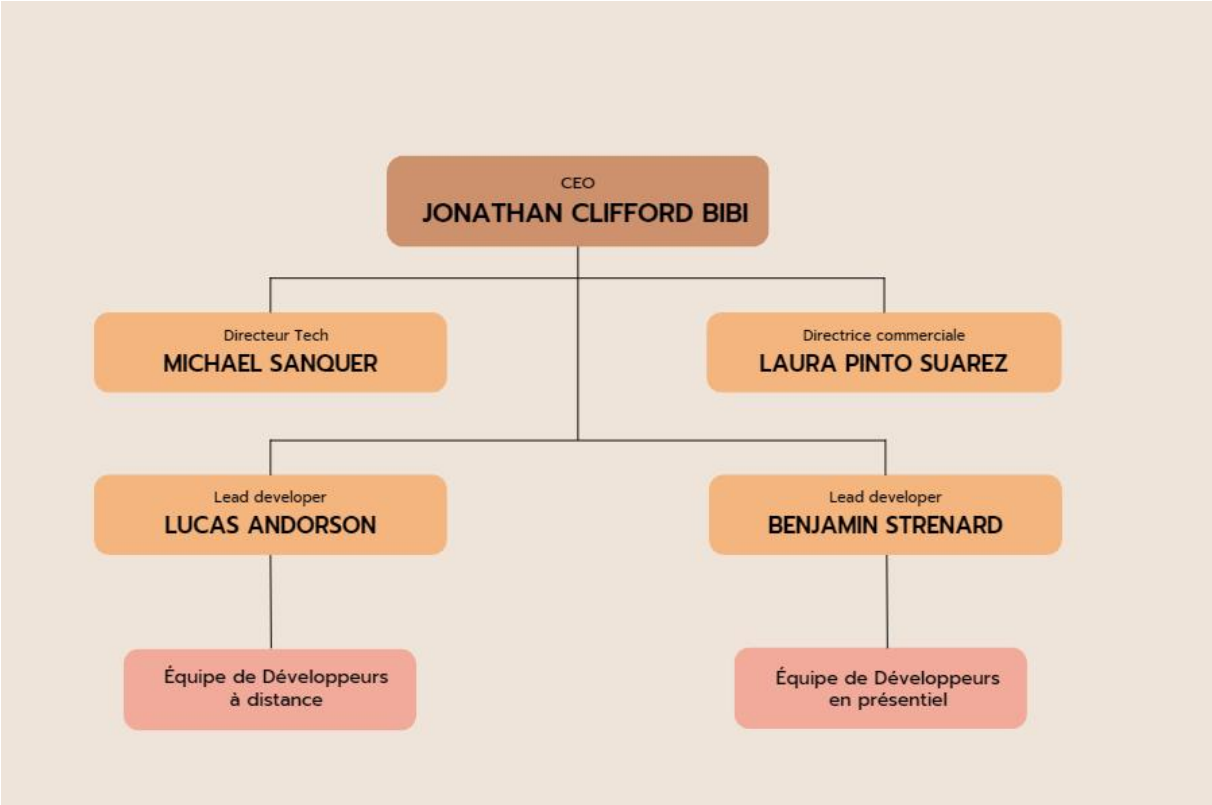 CEO
JONATHAN CLIFFORD BIBI
Directeur Tech
MICHAEL SANQUER
Directrice commerciale
LAURA PINTO SUAREZ
Lead developer
LUCAS ANDORSON
Lead developer
BENJAMIN STRENARD
Équipe de Développeurs
à distance
Équipe de Développeurs
en présentiel